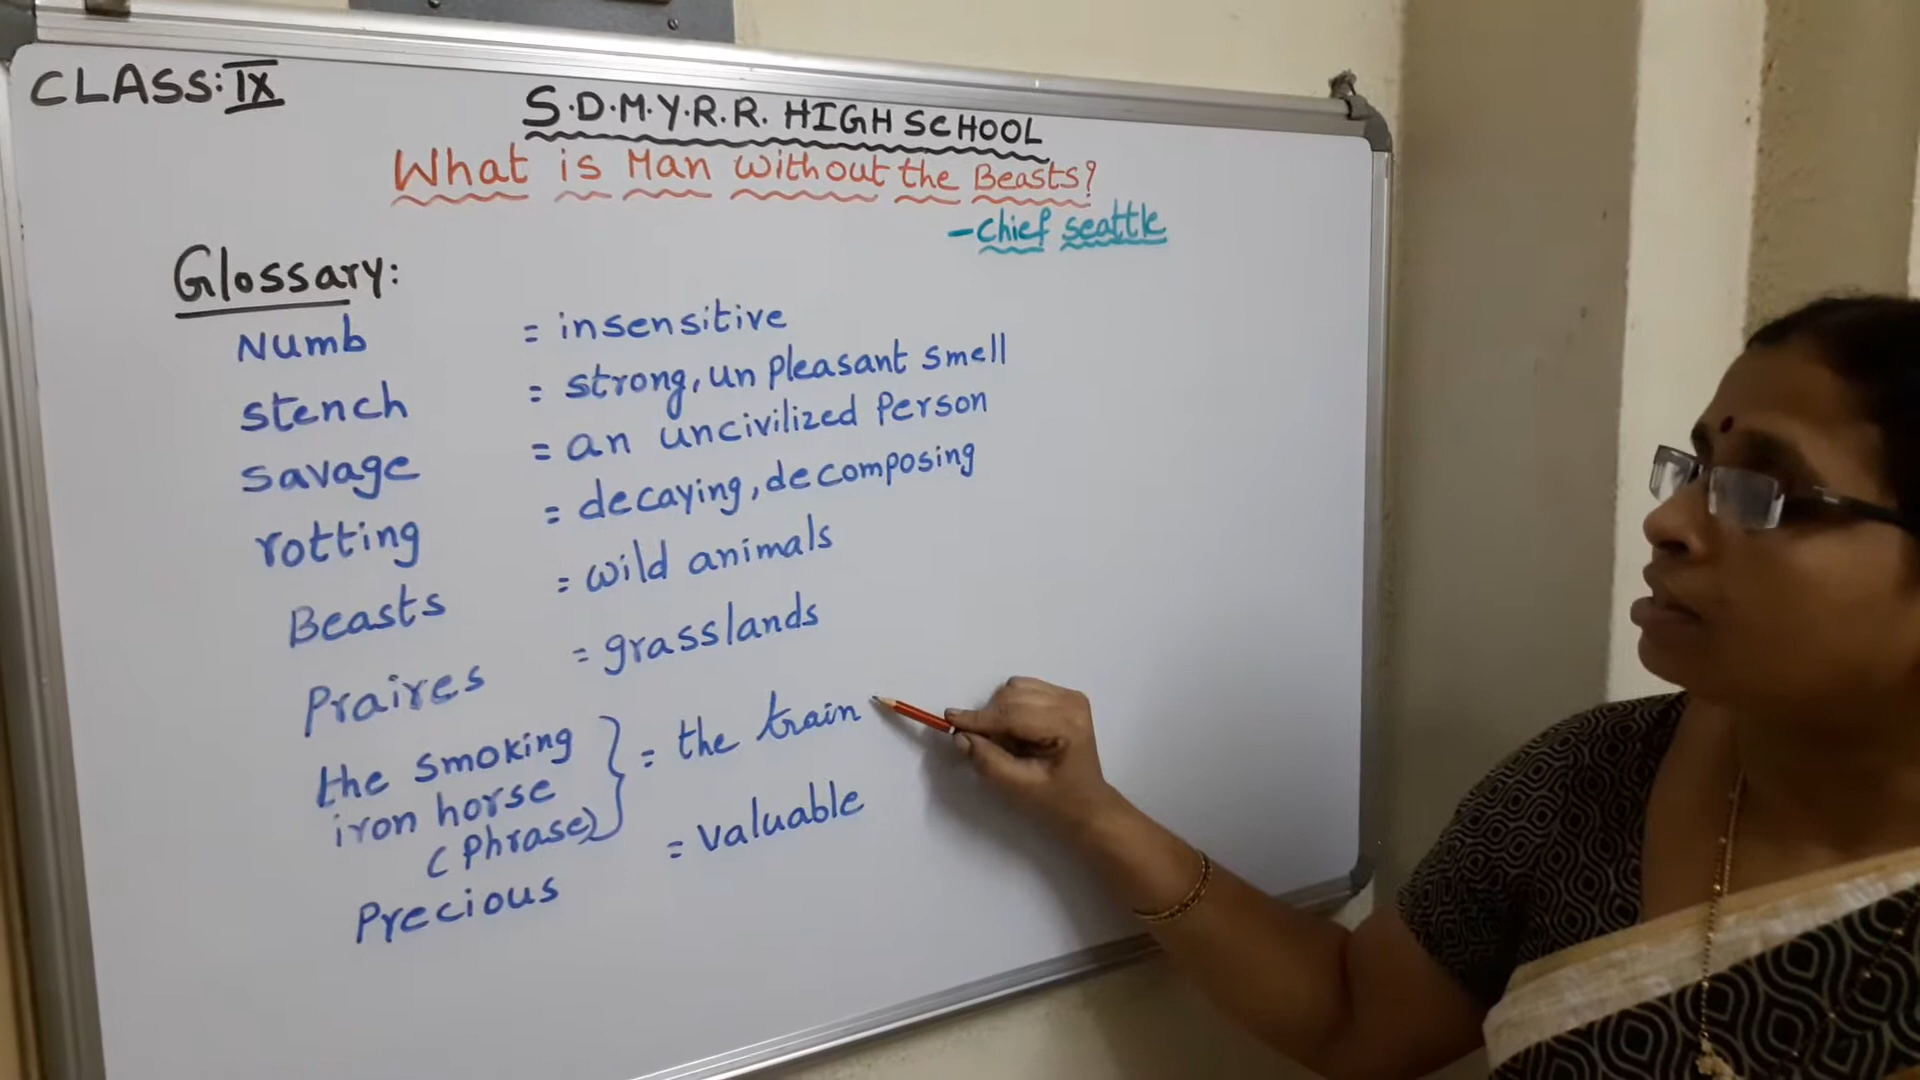 CLASS: IX
S.D.M.Y.R.R. HIGH SCHOOL
What is Man without the Beasts?
- Chief seattle
Glossary:
Numb = insensitive
stench = strong, un pleasant smell
savage = an uncivilized Person
rotting = decaying, decomposing
Beasts = wild animals
Praires = grasslands
the smoking
iron horse } = the train
(Phrase)
Precious = valuable